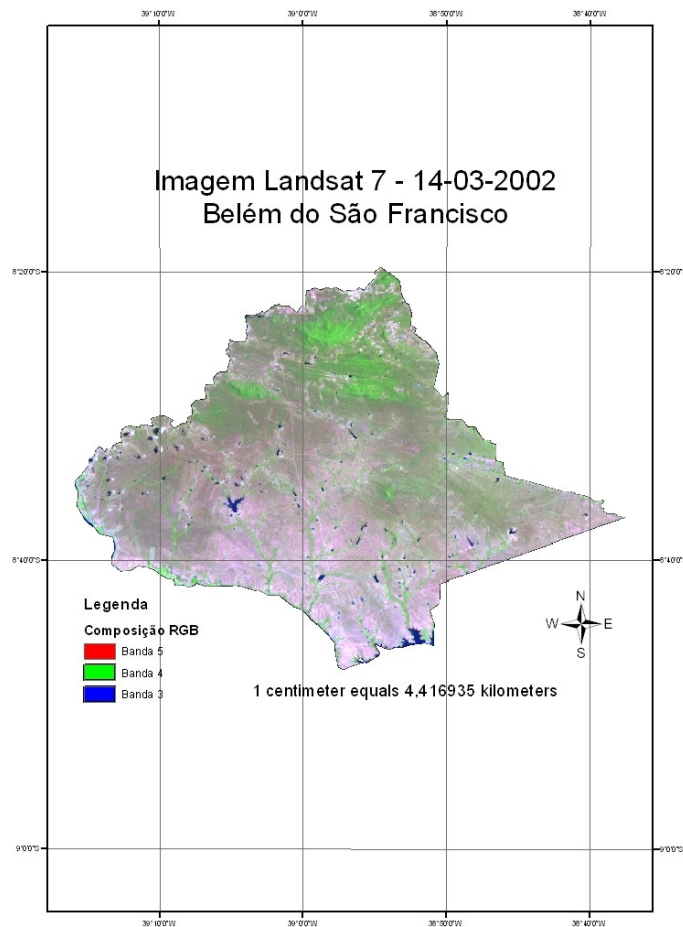 39°10'0"W 39°0'0"W 38°50'0"W 38°40'0"W
Imagem Landsat 7 - 14-03-2002
Belém do São Francisco
8°20'0"S 8°20'0"S
8°40'0"S 8°40'0"S
Legenda
Composição RGB
Banda 5
Banda 4
Banda 3
N
W E
S
1 centimeter equals 4,416935 kilometers
9°0'0"S 9°0'0"S
39°10'0"W 39°0'0"W 38°50'0"W 38°40'0"W